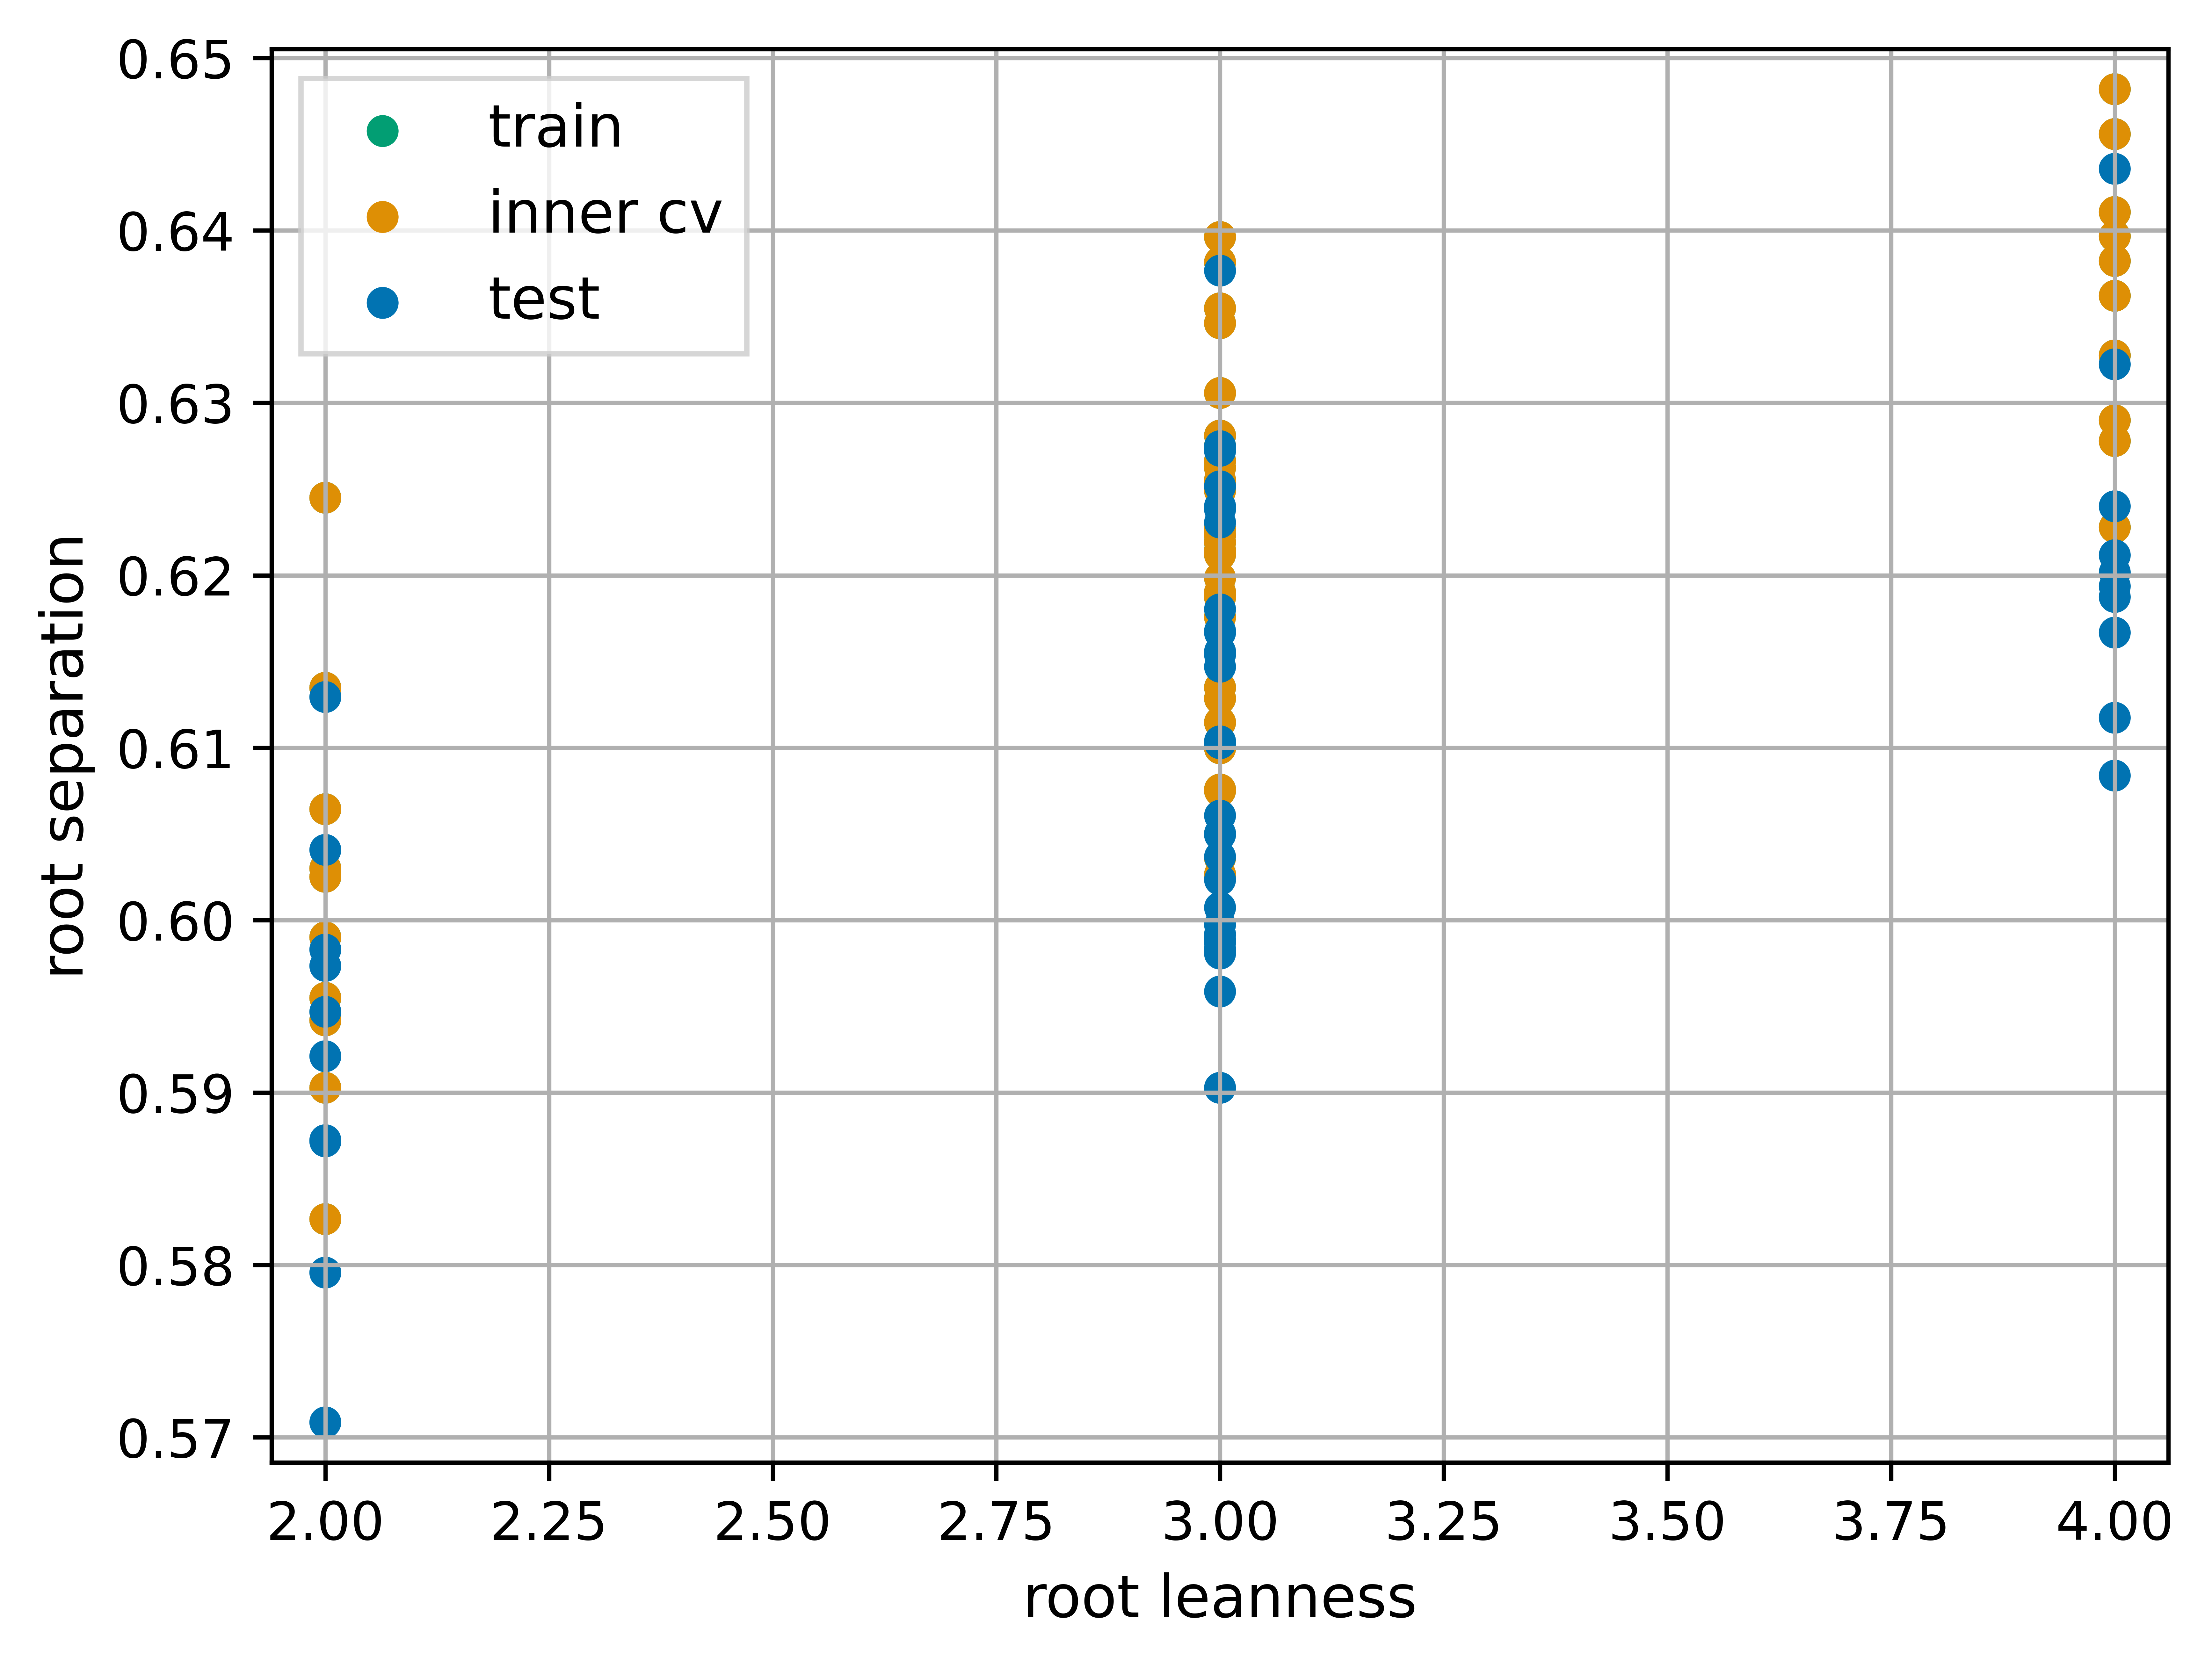 0.65
0.64
0.63
0.62
0.61
0.60
0.59
0.58
0.57
root separation
train
inner cv
test
2.00 2.25 2.50 2.75 3.00 3.25 3.50 3.75 4.00
root leanness